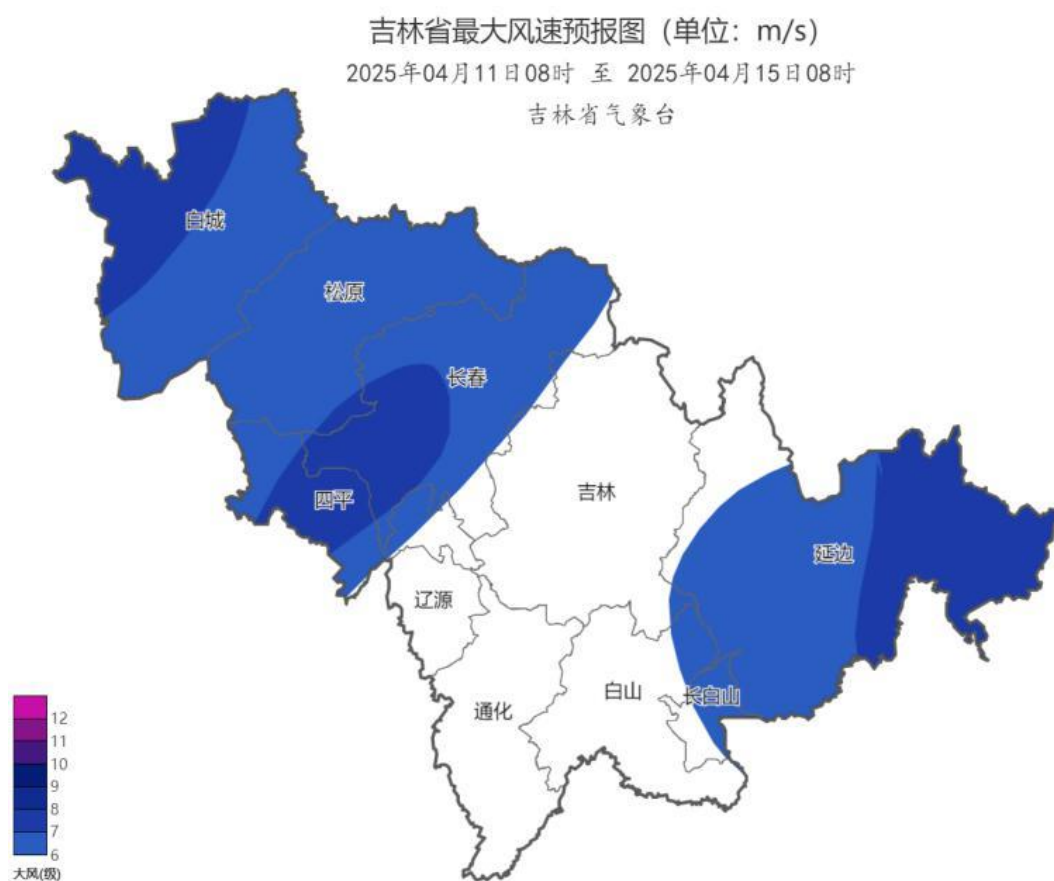 吉林省最大风速预报图（单位：m/s）
2025年04月11日08时 至 2025年04月15日08时
吉林省气象台
白城
松原
长春
四平
吉林
延边
辽源
通化
白山
长白山
12
11
10
9
8
7
6
大风(级)